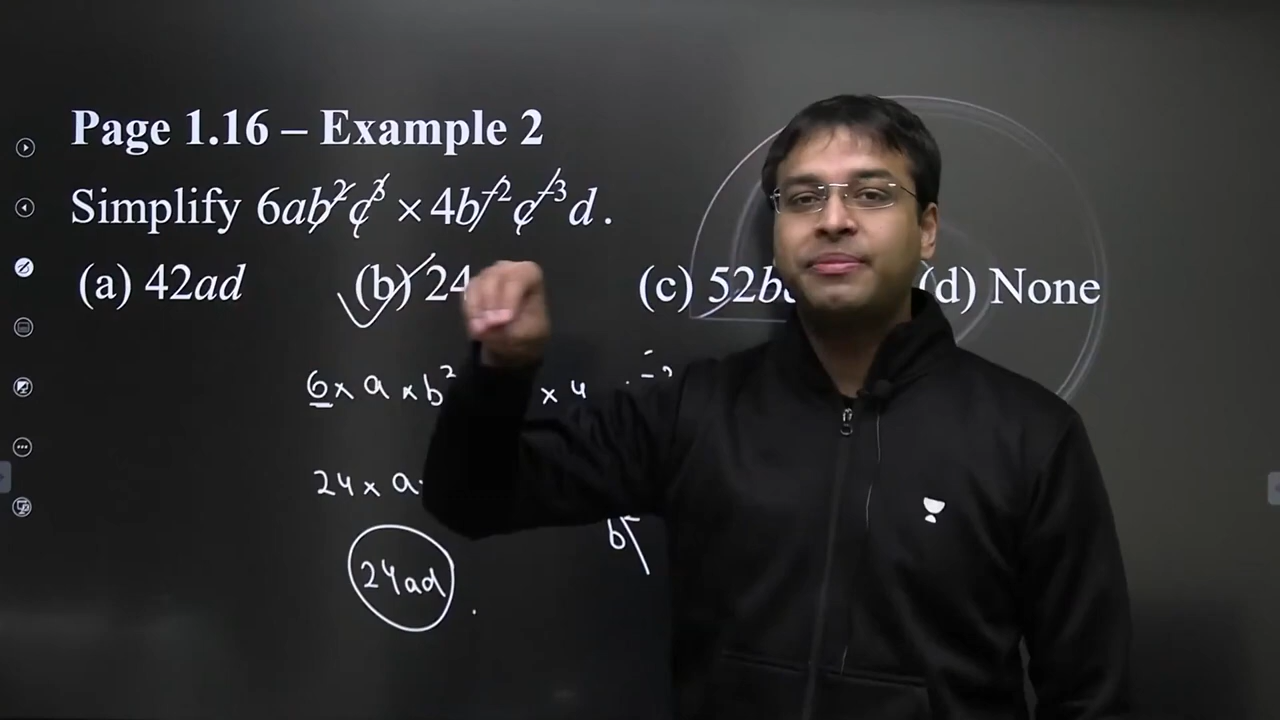 Page 1.16 – Example 2
Simplify 6ab²c³ × 4b⁻²c⁻³d.
(a) 42ad (b) 24 (c) 52b (d) None
6 × a × b² × 4
24 × a
b
24ad.